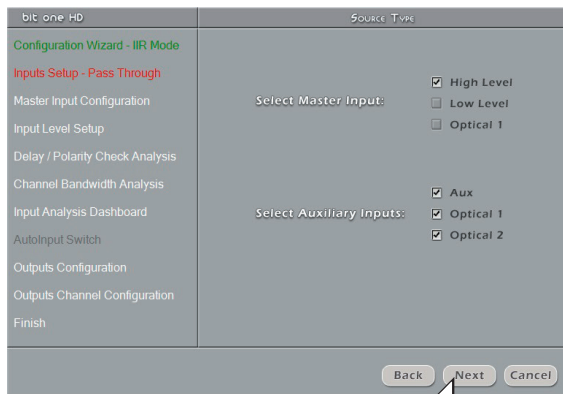 bit one HD
Source Type
Configuration Wizard - IIR Mode
Inputs Setup - Pass Through
Master Input Configuration
Input Level Setup
Delay / Polarity Check Analysis
Channel Bandwidth Analysis
Input Analysis Dashboard
AutoInput Switch
Outputs Configuration
Outputs Channel Configuration
Finish
Select Master Input:
High Level
Low Level
Optical 1
Select Auxiliary Inputs:
Aux
Optical 1
Optical 2
Back
Next
Cancel